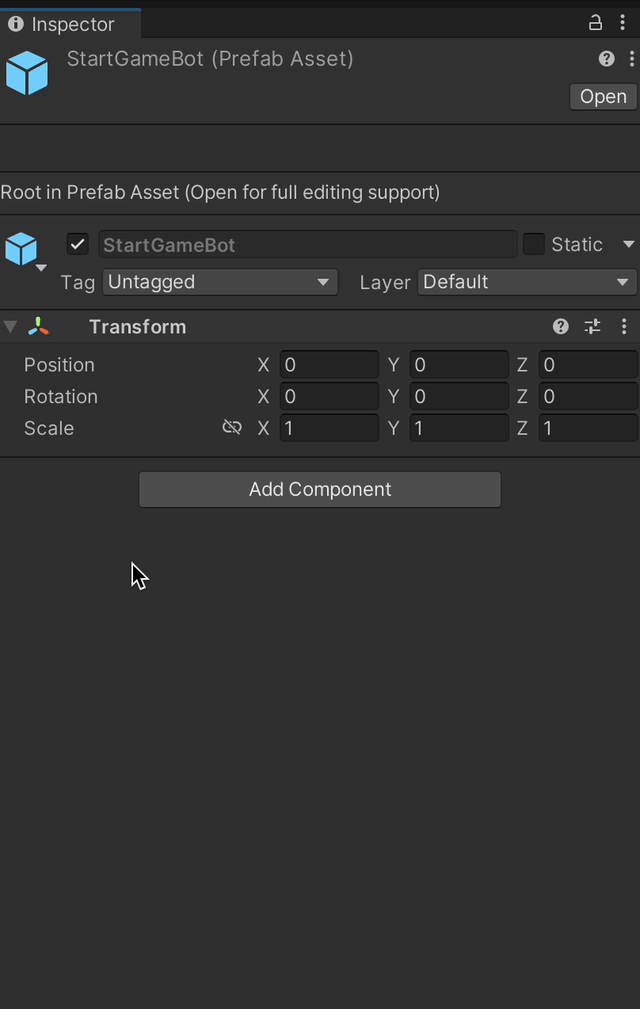 Inspector
StartGameBot (Prefab Asset)
Open
Root in Prefab Asset (Open for full editing support)
StartGameBot Static
Tag Untagged Layer Default
Transform
Position X 0 Y 0 Z 0
Rotation X 0 Y 0 Z 0
Scale X 1 Y 1 Z 1
Add Component